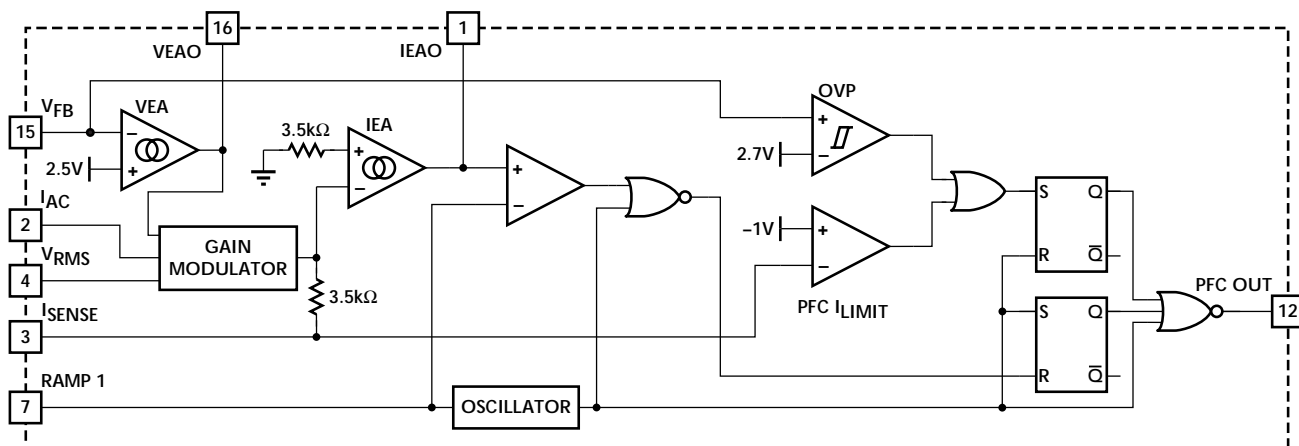 16
1
VEAO
IEAO
VFB
VEA
OVP
15
−
+
2.5V
3.5kΩ
IEA
+
−
+
2.7V
−
IAC
2
VRMS
4
GAIN
MODULATOR
+
−
−1V
+
−
S
Q
R
Q̅
ISENSE
3
3.5kΩ
PFC ILIMIT
PFC OUT
12
S
Q
R
Q̅
RAMP 1
7
OSCILLATOR